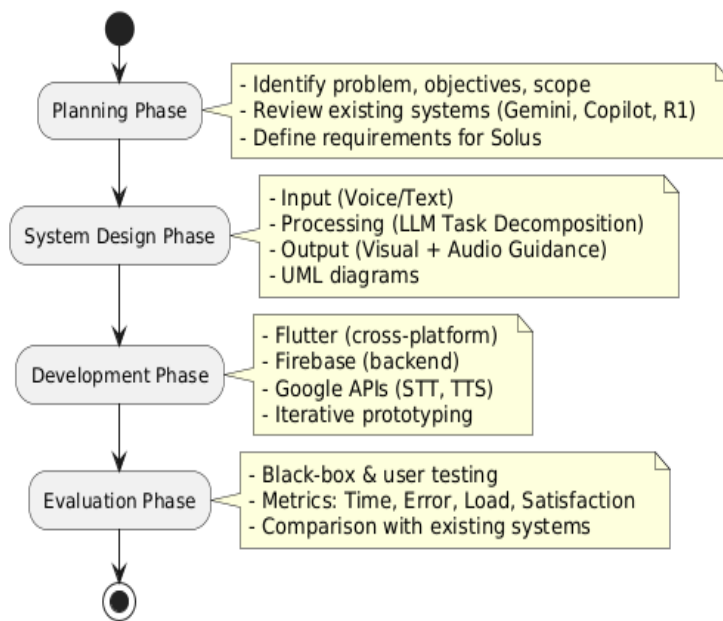 Planning Phase
- Identify problem, objectives, scope
- Review existing systems (Gemini, Copilot, R1)
- Define requirements for Solus
System Design Phase
- Input (Voice/Text)
- Processing (LLM Task Decomposition)
- Output (Visual + Audio Guidance)
- UML diagrams
Development Phase
- Flutter (cross-platform)
- Firebase (backend)
- Google APIs (STT, TTS)
- Iterative prototyping
Evaluation Phase
- Black-box & user testing
- Metrics: Time, Error, Load, Satisfaction
- Comparison with existing systems